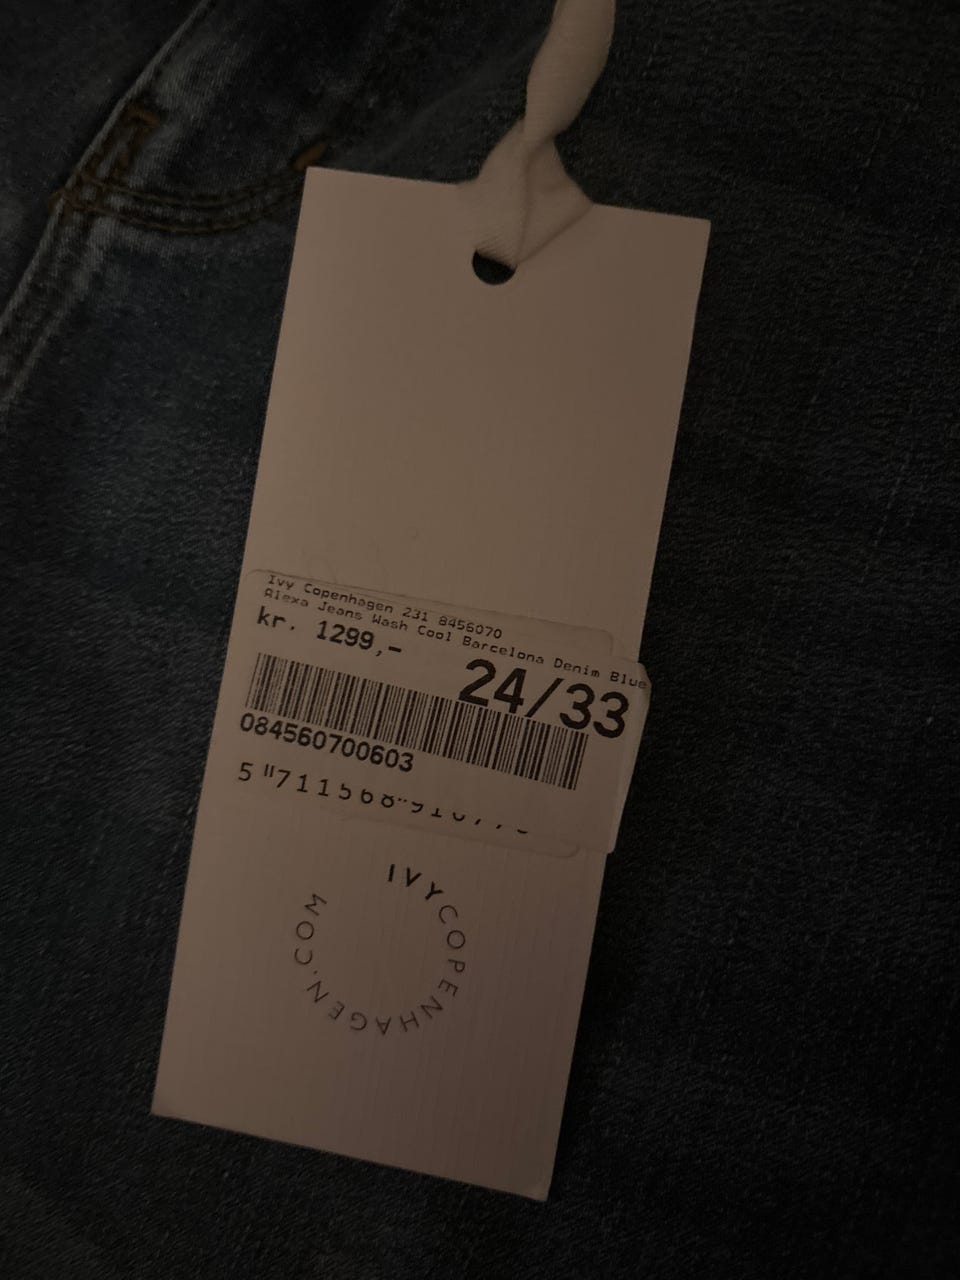 Ivy Copenhagen 231 8456070
Alexa Jeans Wash Cool Barcelona Denim Blue
kr. 1299,-
24/33
084560700603
IVYCOPENHAGEN.COM